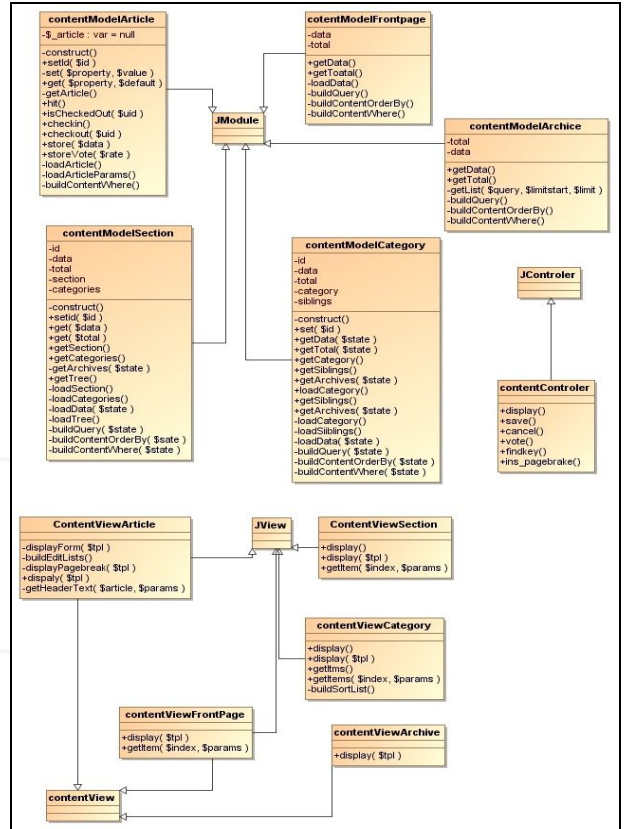 contentModelArticle
-$_article : var = null
-construct()
+setId( $id )
-set( $property, $value )
+get( $property, $default )
-getArticle()
+hit()
+isCheckedOut( $uid )
+checkin()
+checkout( $uid )
+store( $data )
+storeVote( $rate )
-loadArticle()
-loadArticleParams()
-buildContentWhere()
cotentModelFrontpage
-data
-total
+getData()
+getToatal()
-loadData()
-buildQuery()
-buildContentOrderBy()
-buildContentWhere()
JModule
contentModelArchice
-total
-data
+getData()
+getTotal()
-getList( $query, $limitstart, $limit )
-buildQuery()
-buildContentOrderBy()
-buildContentWhere()
contentModelSection
-id
-data
-total
-section
-categories
-construct()
+setid( $id )
+get( $data )
+get( $total )
+getSection()
+getCategories()
-getArchives( $state )
+getTree()
-loadSection()
-loadCategories()
-loadData( $state )
-loadTree()
-buildQuery( $state )
-buildContentOrderBy( $sate )
-buildContentWhere( $state )
contentModelCategory
-id
-data
-total
-category
-siblings
-construct()
+set( $id )
+getData( $state )
+getTotal( $state )
+getCategory()
+getSiblings()
+getArchives( $state )
+loadCategory()
+getSiblings()
+getArchives( $state )
-loadCategory()
-loadSiiblings()
-loadData( $state )
-buildQuery( $state )
-buildContentOrderBy( $state )
-buildContentWhere( $state )
JControler
contentControler
+display()
+save()
+cancel()
+vote()
+findkey()
+ins_pagebrake()
ContentViewArticle
-displayForm( $tpl )
-buildEditLists()
-displayPagebreak( $tpl )
+dispaly( $tpl )
-getHeaderText( $article, $params )
JView
ContentViewSection
+display()
+display( $tpl )
+getItem( $index, $params )
contentViewCategory
+display()
+display( $tpl )
+getItms()
+getItems( $index, $params )
-buildSortList()
contentViewFrontPage
+display( $tpl )
+getItem( $index, $params )
contentViewArchive
+display( $tpl )
contentView